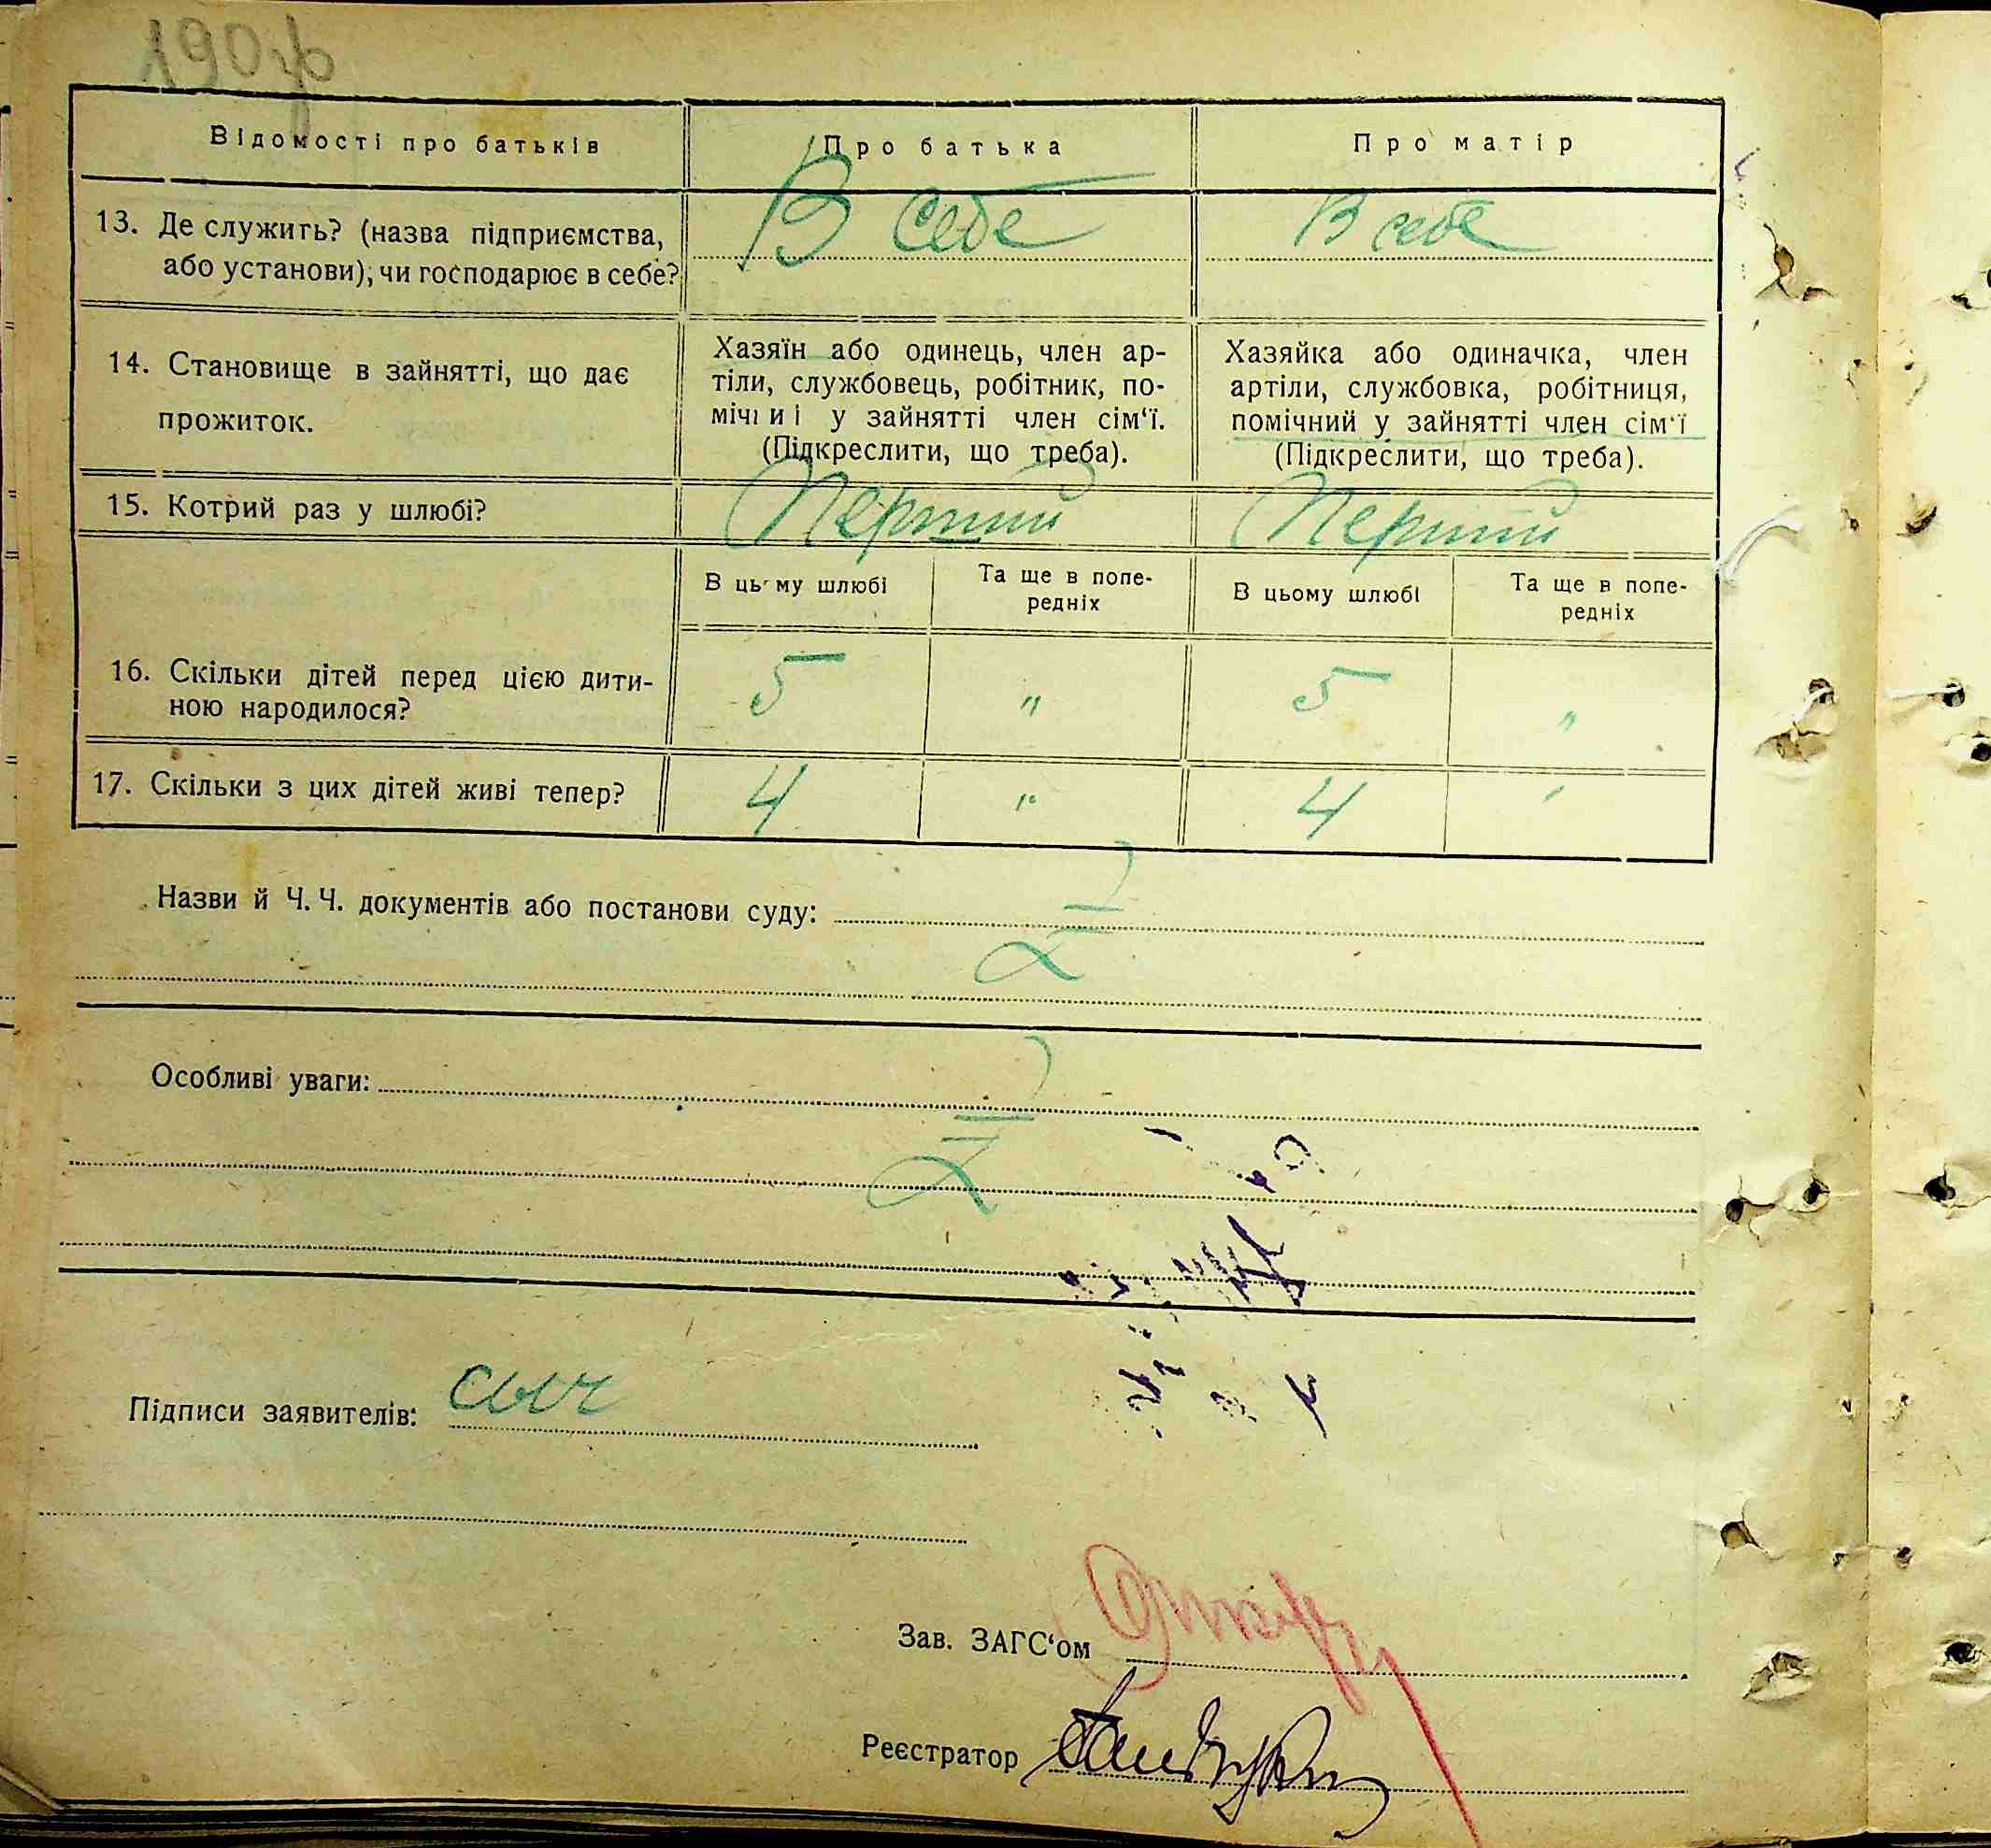 190
Відомості про батьків
Про батька
Про матір
13. Де служить? (назва підприємства,
або установи), чи господарює в себе?
В себе
В себе
14. Становище в зайнятті, що дає
прожиток.
Хазяїн або одинець, член ар-
тіли, службовець, робітник, по-
мічн и і у зайнятті член сім‘ї.
(Підкреслити, що треба).
Хазяйка або одиначка, член
артіли, службовка, робітниця,
помічний у зайнятті член сім‘ї
(Підкреслити, що треба).
15. Котрий раз у шлюбі?
Перший
Перший
В цьᴏму шлюбі
Та ще в попе-
редніх
В цьому шлюбі
Та ще в попе-
редніх
16. Скільки дітей перед цією дити-
ною народилося?
5
"
5
"
17. Скільки з цих дітей живі тепер?
4
"
4
"
Назви й Ч. Ч. документів або постанови суду:
Особливі уваги:
Підписи заявителів: Сыч
Зав. ЗАГС‘ом
Реєстратор